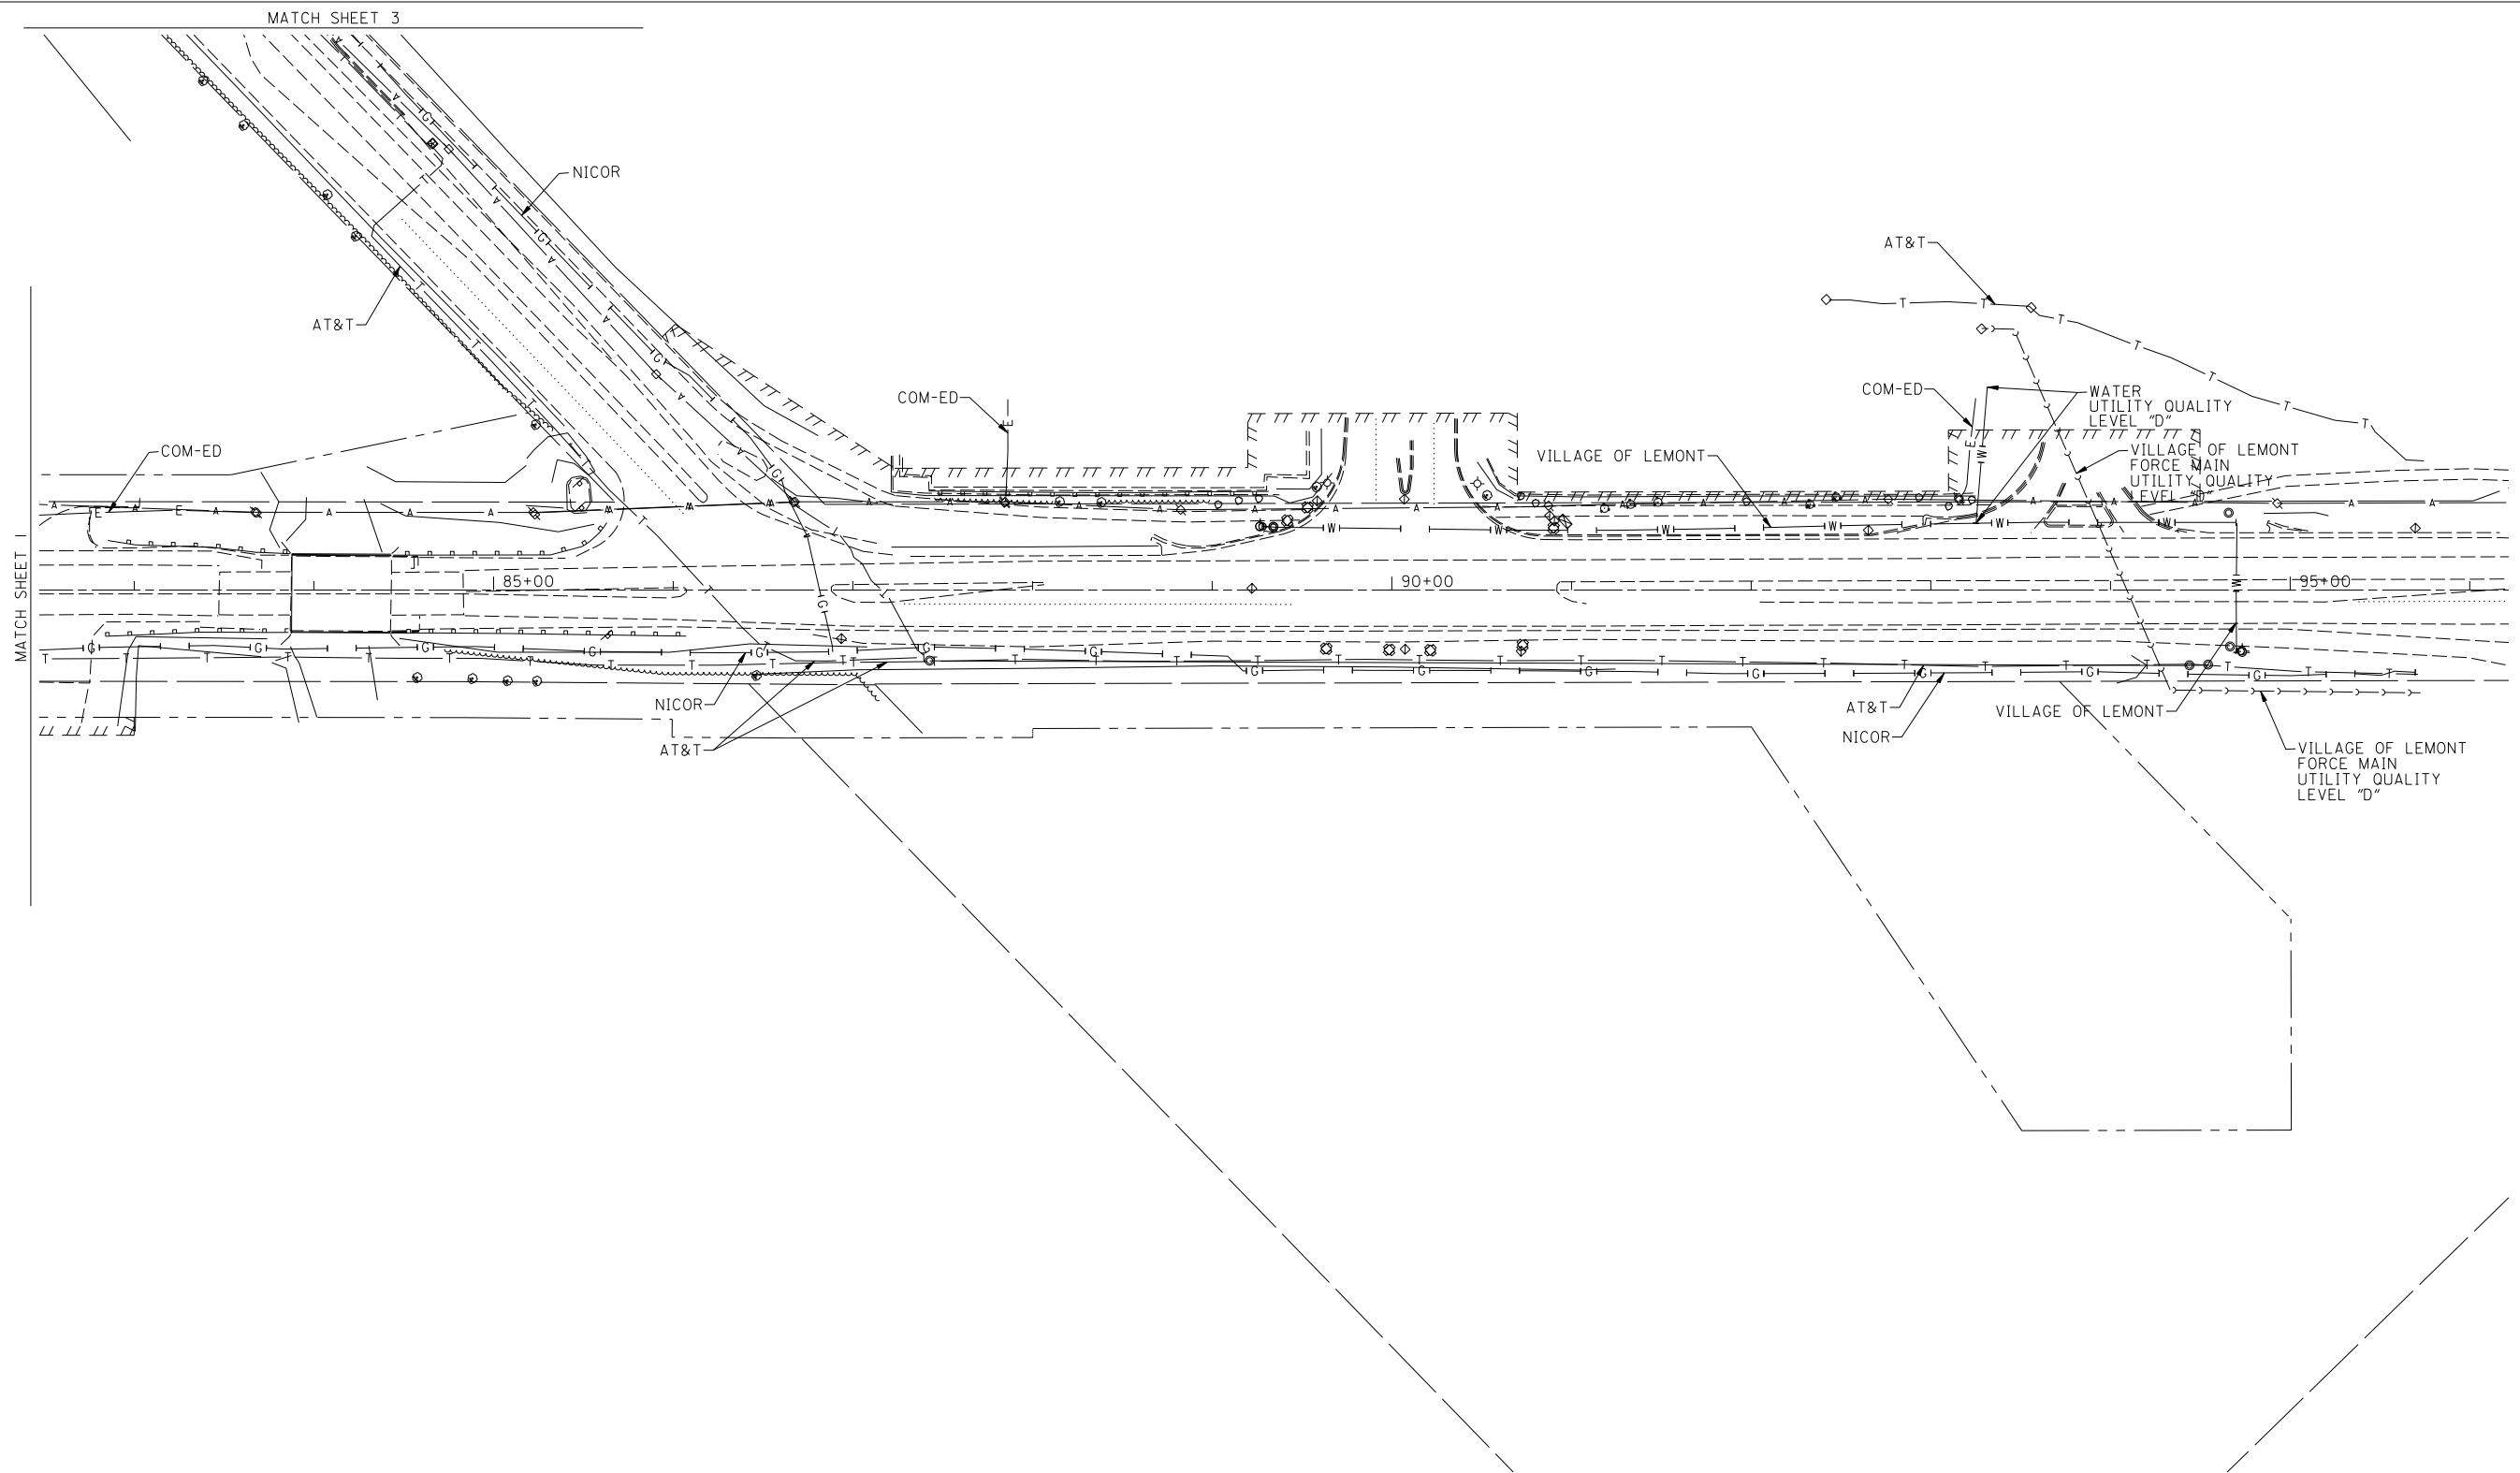 MATCH SHEET 3
NICOR
AT&T
AT&T
COM-ED
COM-ED
WATER
UTILITY QUALITY
LEVEL "D"
COM-ED
VILLAGE OF LEMONT
VILLAGE OF LEMONT
FORCE MAIN
UTILITY QUALITY
LEVEL "D"
MATCH SHEET 1
85+00
90+00
95+00
NICOR
AT&T
AT&T
NICOR
VILLAGE OF LEMONT
VILLAGE OF LEMONT
FORCE MAIN
UTILITY QUALITY
LEVEL "D"